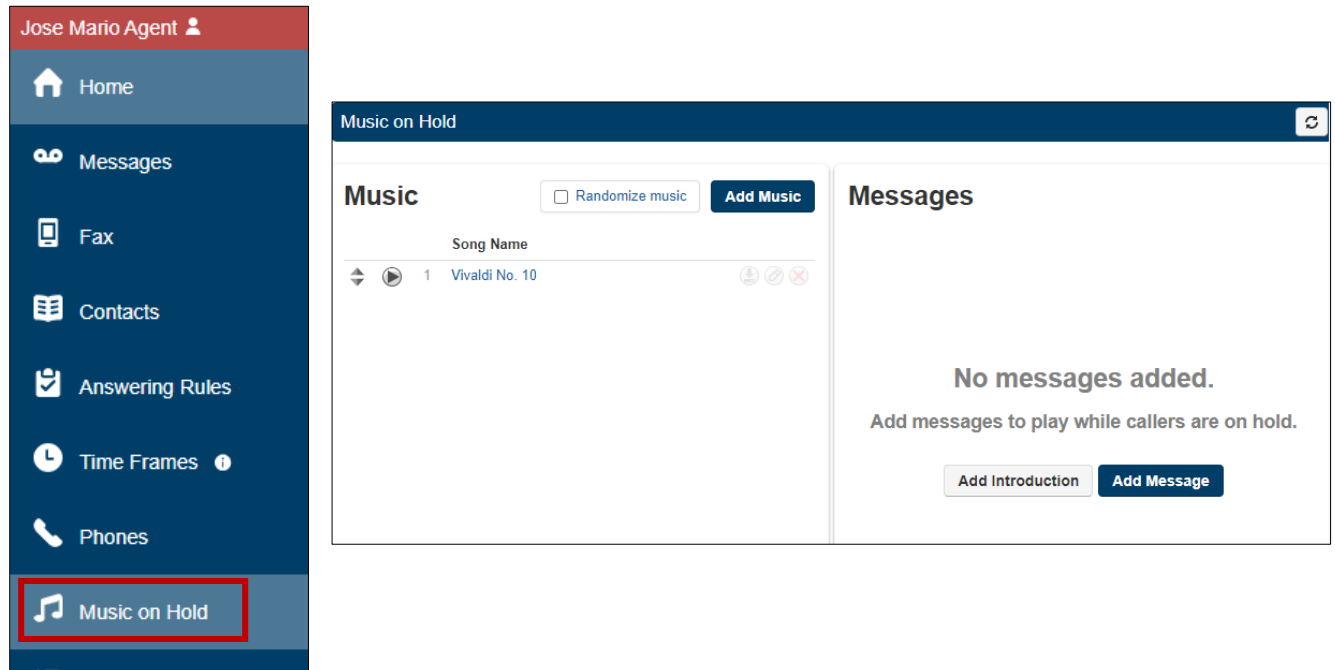 Jose Mario Agent
Home
Messages
Fax
Contacts
Answering Rules
Time Frames
Phones
Music on Hold
Music on Hold
Music
Randomize music
Add Music
Song Name
1 Vivaldi No. 10
Messages
No messages added.
Add messages to play while callers are on hold.
Add Introduction
Add Message